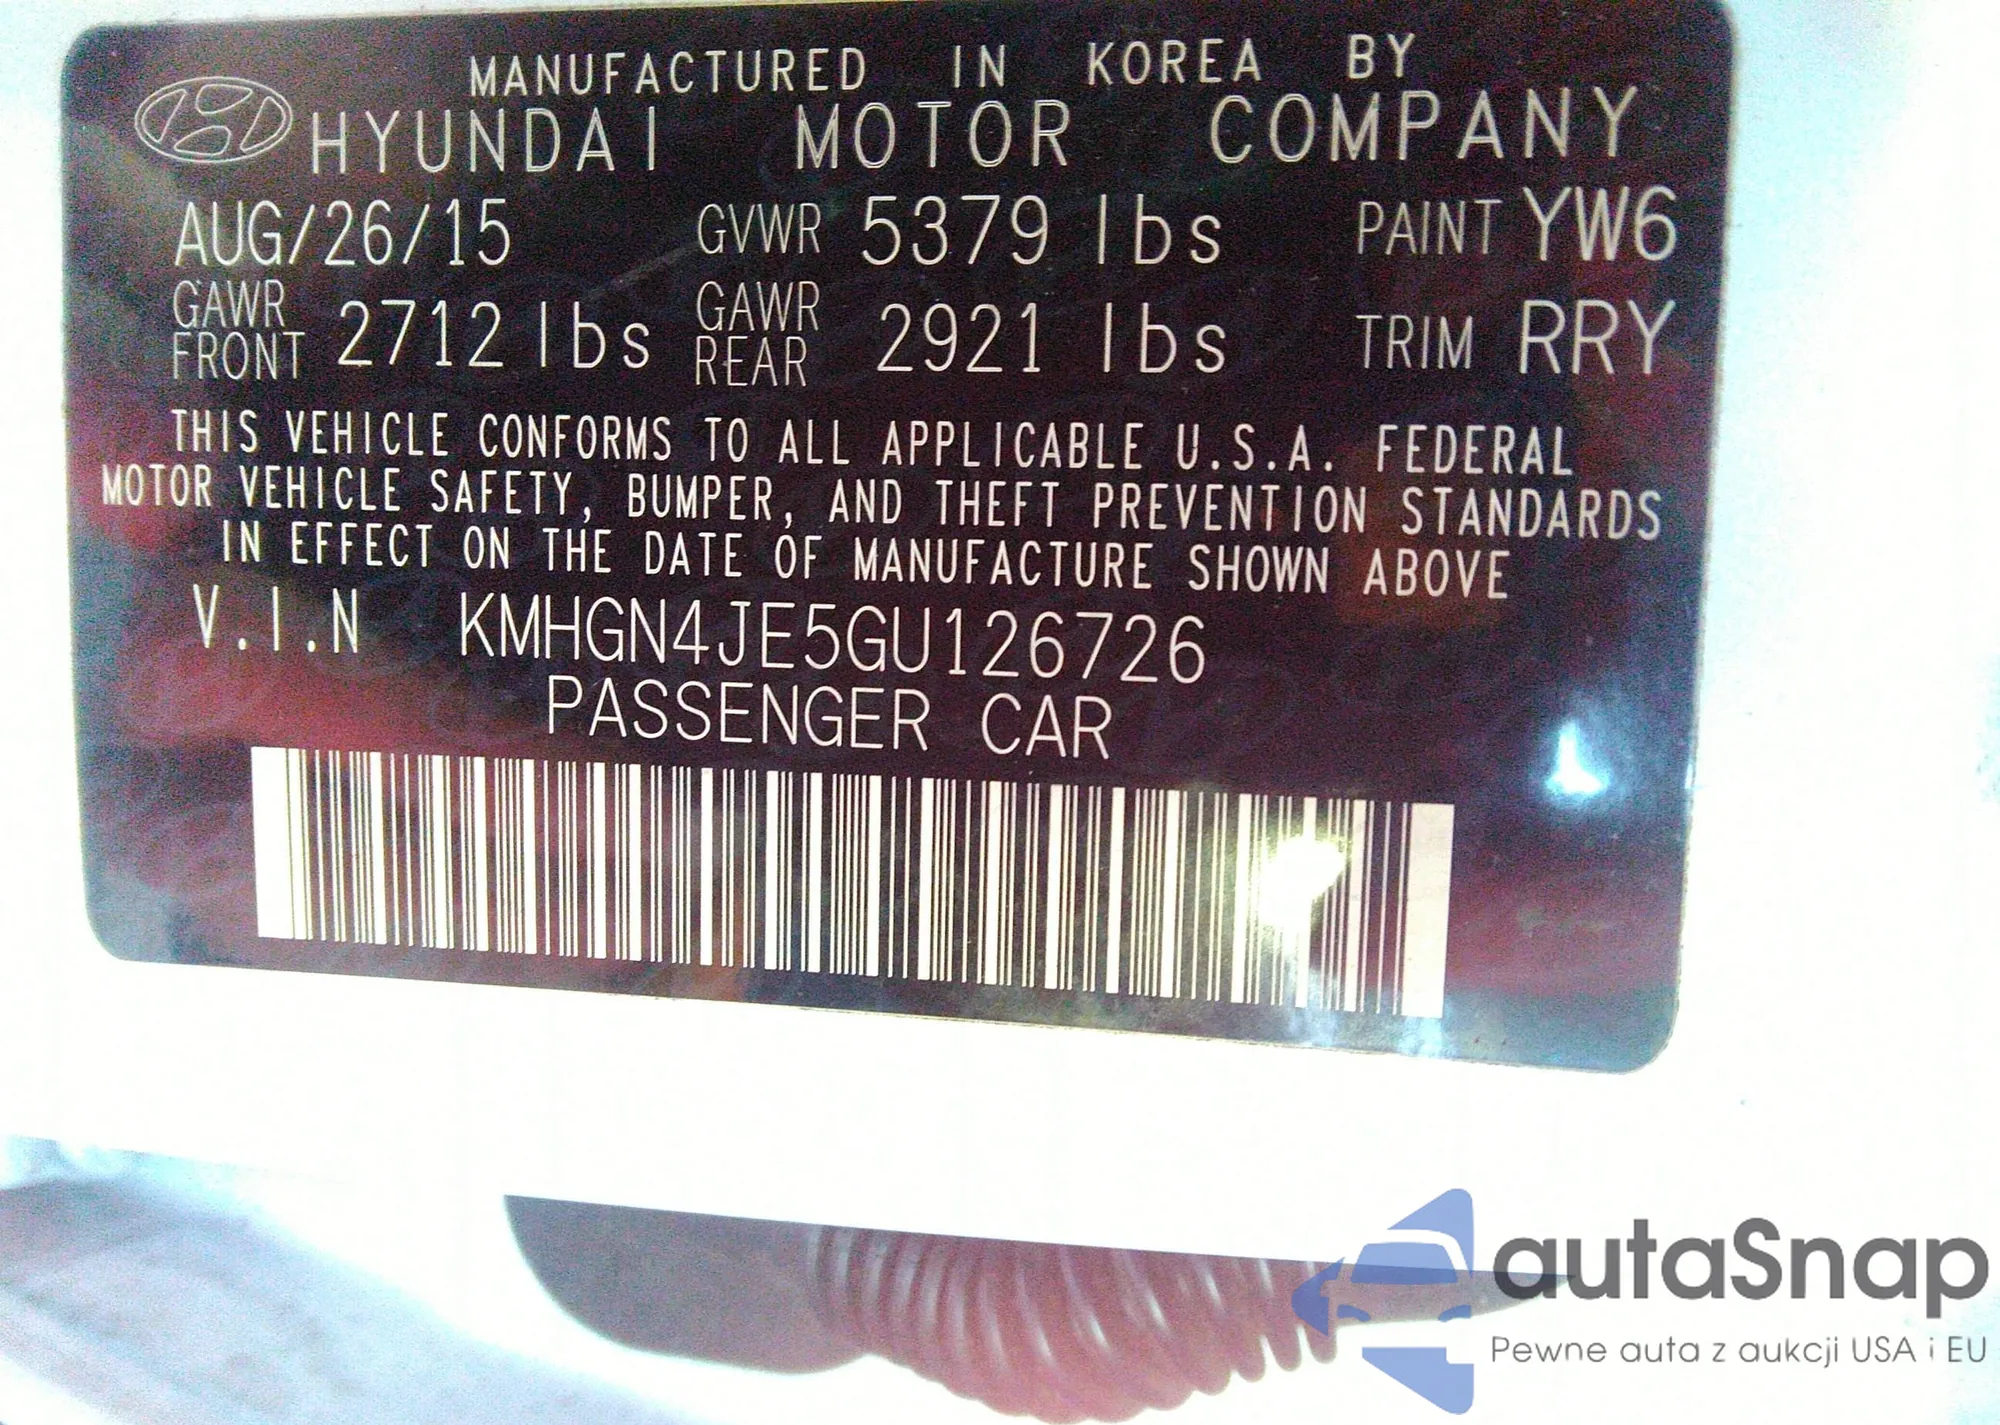 MANUFACTURED IN KOREA BY
HYUNDAI MOTOR COMPANY
AUG/26/15 GVWR 5379 lbs PAINT YW6
GAWR FRONT 2712 lbs GAWR REAR 2921 lbs TRIM RRY
THIS VEHICLE CONFORMS TO ALL APPLICABLE U.S.A. FEDERAL
MOTOR VEHICLE SAFETY, BUMPER, AND THEFT PREVENTION STANDARDS
IN EFFECT ON THE DATE OF MANUFACTURE SHOWN ABOVE
V.I.N KMHGN4JE5GU126726
PASSENGER CAR
autaSnap
Pewne auta z aukcji USA i EU